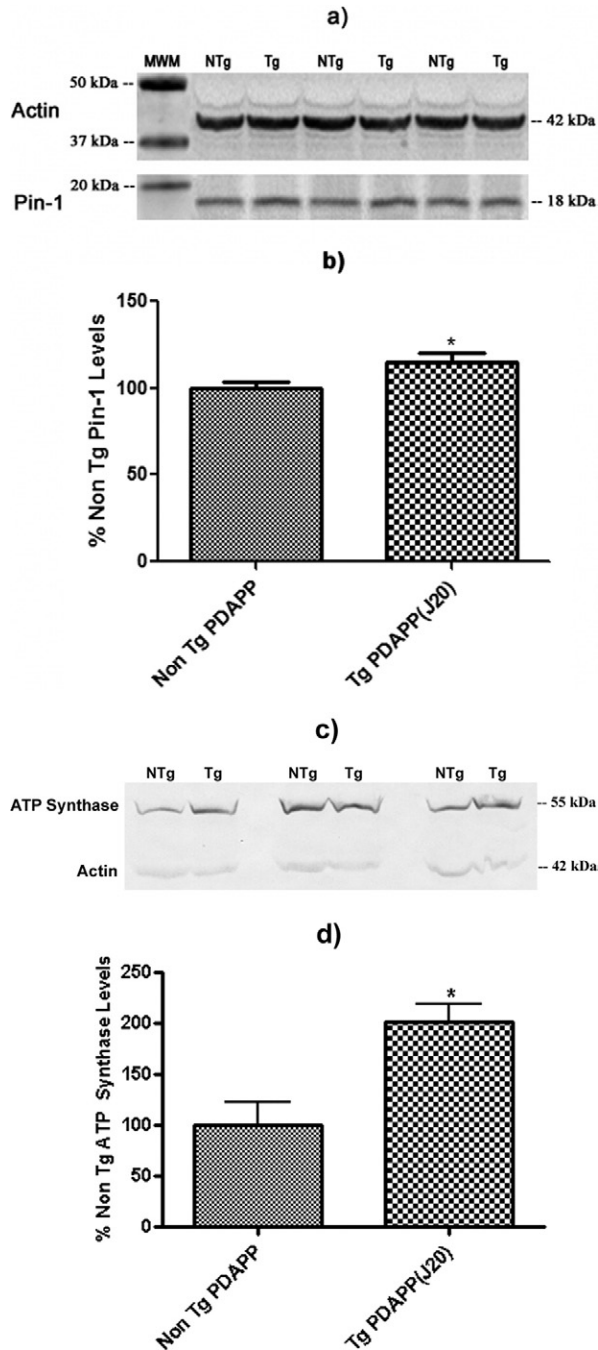 a)
MWM NTg Tg NTg Tg NTg Tg
50 kDa --
Actin
-- 42 kDa
37 kDa --
20 kDa --
Pin-1
-- 18 kDa
b)
% Non Tg Pin-1 Levels
150
100
50
0
*
Non Tg PDAPP
Tg PDAPP(J20)
c)
NTg Tg NTg Tg NTg Tg
ATP Synthase
-- 55 kDa
Actin
-- 42 kDa
d)
% Non Tg ATP Synthase Levels
250
200
150
100
50
0
*
Non Tg PDAPP
Tg PDAPP(J20)